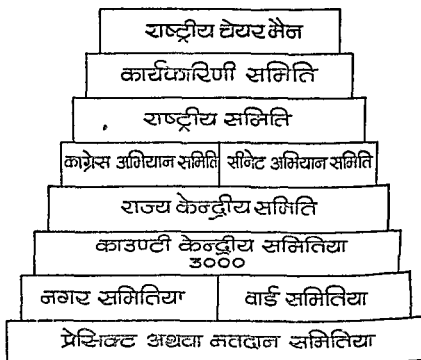 राष्ट्रीय चेयरमैन
कार्यकारिणी समिति
राष्ट्रीय समिति
काग्रेस अभियान समिति सीनेट अभियान समिति
राज्य केन्द्रीय समिति
काउण्टी केन्द्रीय समितिया
3000
नगर समितिया वार्ड समितिया
प्रेसिक्ट अथवा मतदान समितिया